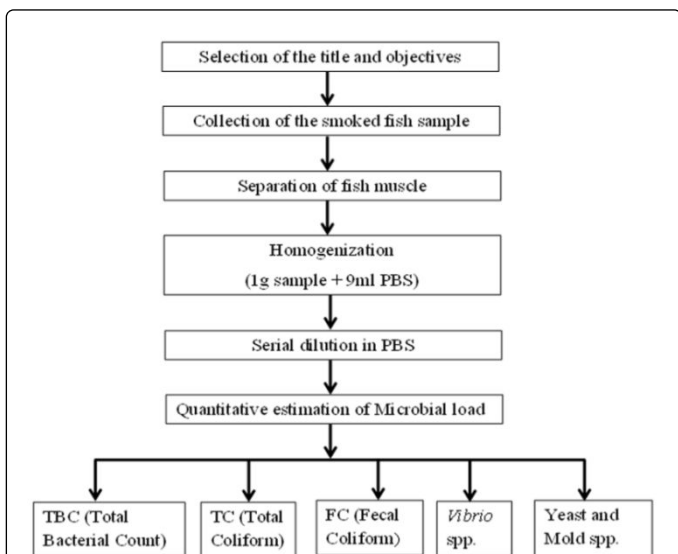 Selection of the title and objectives
Collection of the smoked fish sample
Separation of fish muscle
Homogenization
(1g sample + 9ml PBS)
Serial dilution in PBS
Quantitative estimation of Microbial load
TBC (Total
Bacterial Count)
TC (Total
Coliform)
FC (Fecal
Coliform)
Vibrio
spp.
Yeast and
Mold spp.